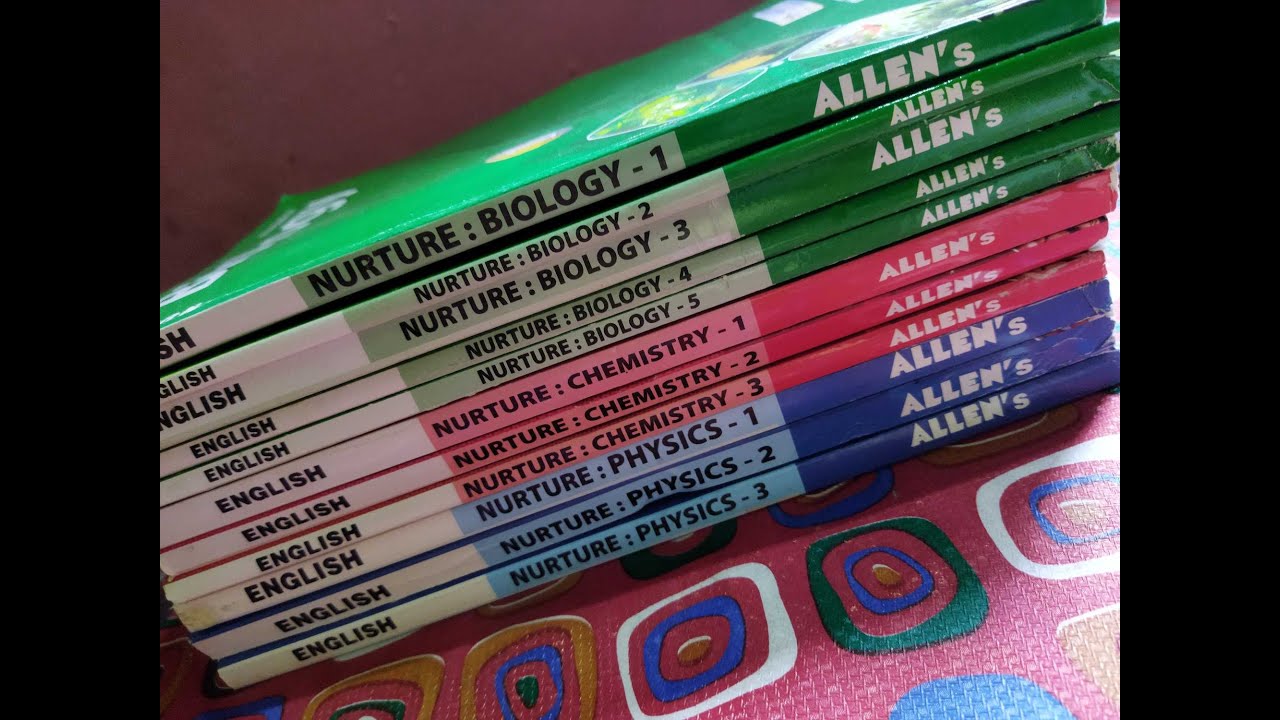 SH NURTURE : BIOLOGY - 1 ALLEN's
NGLISH NURTURE : BIOLOGY - 2 ALLEN's
NGLISH NURTURE : BIOLOGY - 3 ALLEN's
ENGLISH NURTURE : BIOLOGY - 4 ALLEN's
ENGLISH NURTURE : BIOLOGY - 5 ALLEN's
ENGLISH NURTURE : CHEMISTRY - 1 ALLEN's
ENGLISH NURTURE : CHEMISTRY - 2 ALLEN's
ENGLISH NURTURE : CHEMISTRY - 3 ALLEN's
ENGLISH NURTURE : PHYSICS - 1 ALLEN's
ENGLISH NURTURE : PHYSICS - 2 ALLEN's
ENGLISH NURTURE : PHYSICS - 3 ALLEN's